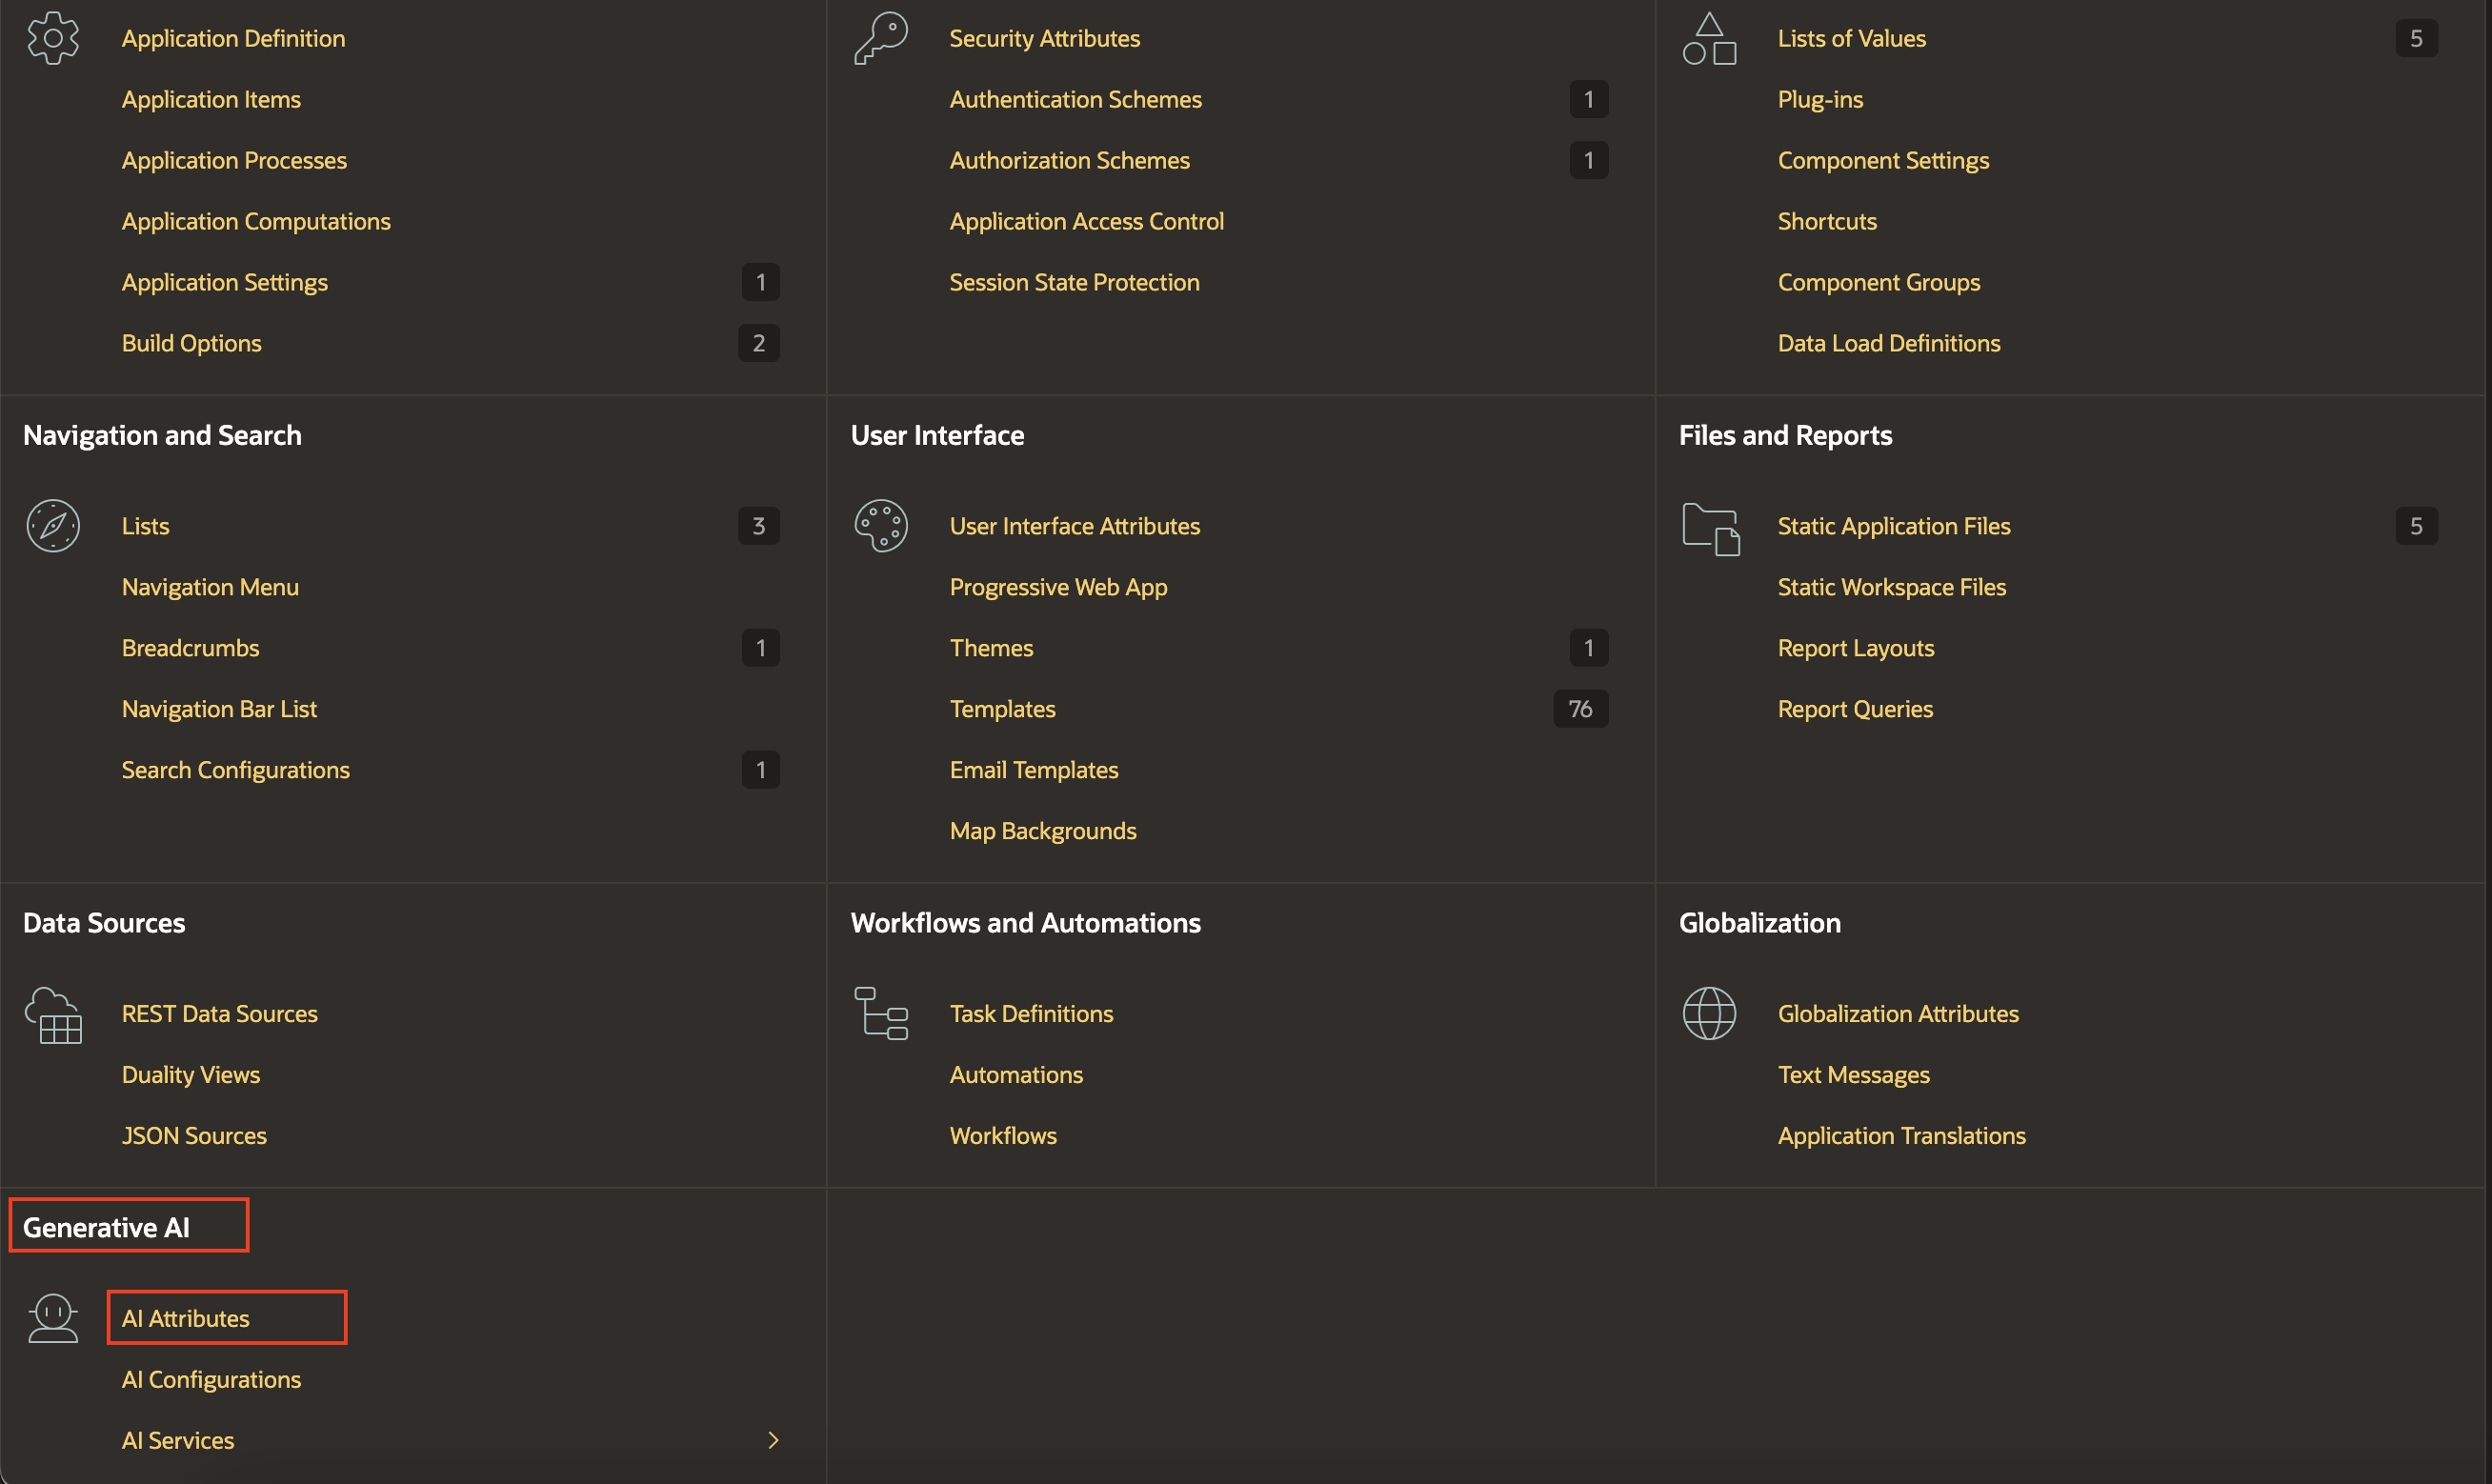 Application Definition
Application Items
Application Processes
Application Computations
Application Settings 1
Build Options 2
Security Attributes
Authentication Schemes 1
Authorization Schemes 1
Application Access Control
Session State Protection
Lists of Values 5
Plug-ins
Component Settings
Shortcuts
Component Groups
Data Load Definitions
Navigation and Search
Lists 3
Navigation Menu
Breadcrumbs 1
Navigation Bar List
Search Configurations 1
User Interface
User Interface Attributes
Progressive Web App
Themes 1
Templates 76
Email Templates
Map Backgrounds
Files and Reports
Static Application Files 5
Static Workspace Files
Report Layouts
Report Queries
Data Sources
REST Data Sources
Duality Views
JSON Sources
Workflows and Automations
Task Definitions
Automations
Workflows
Globalization
Globalization Attributes
Text Messages
Application Translations
Generative AI
AI Attributes
AI Configurations
AI Services